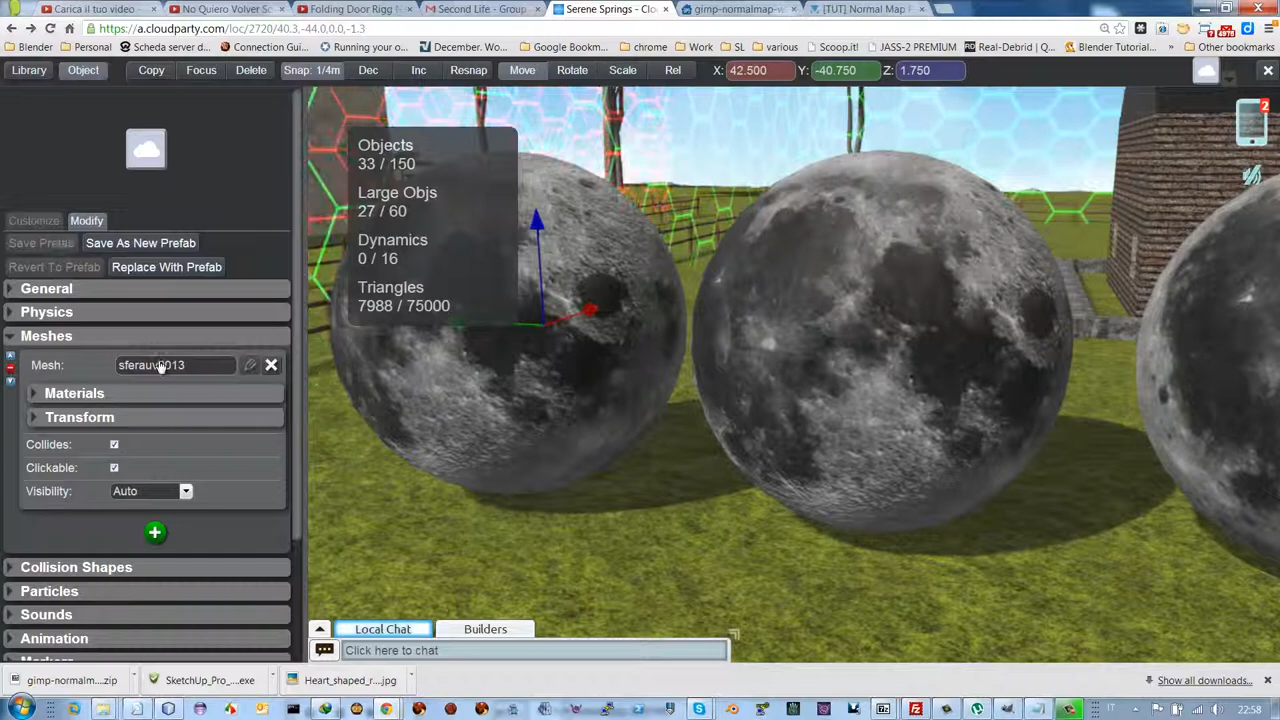 Carica il tuo video -
No Quiero Volver So
Folding Door Rigg f
Second Life. - Group
Serene Springs - Clo
gimp-normalmap-w
[TUT] Normal Map F
https://a.cloudparty.com/loc/2720/40.3,-44.0,0.0,-1.3
Blender
Personal
Scheda server d...
Connection Gui...
Running your o...
December. Wo...
Google Bookm...
chrome
Work
SL
various
Scoop.it!
JASS-2 PREMIUM
Real-Debrid | Q...
Blender Tutorial...
Other bookmarks
Library
Object
Copy
Delete
Snap: 1/4m
Dec
Inc
Resnap
Move
Rotate
Scale
Rel
X: 42.500
Y: -40.750
Z: 1.750
2
Objects
33 / 150
Large Objs
27 / 60
Dynamics
0 / 16
Triangles
7988 / 75000
Customize
Modify
Save Prefab
Save As New Prefab
Revert To Prefab
Replace With Prefab
General
Physics
Meshes
Mesh:
Materials
Transform
Collides:
Clickable:
Visibility:
Auto
Collision Shapes
Particles
Sounds
Animation
Local Chat
Builders
Click here to chat
gimp-normalm....zip
SketchUp_Pro_....exe
Heart_shaped_r....jpg
Show all downloads...
IT
22:58